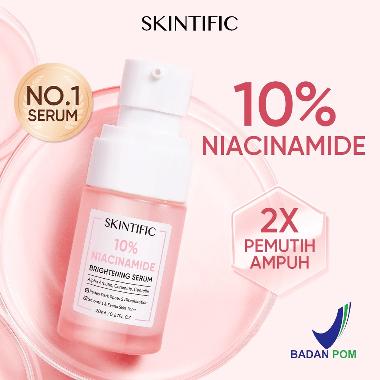 SKINTIFIC
NO.1
SERUM
10%
NIACINAMIDE
2X
PEMUTIH
AMPUH
SKINTIFIC
10%
NIACINAMIDE
BRIGHTENING SERUM
BADAN POM